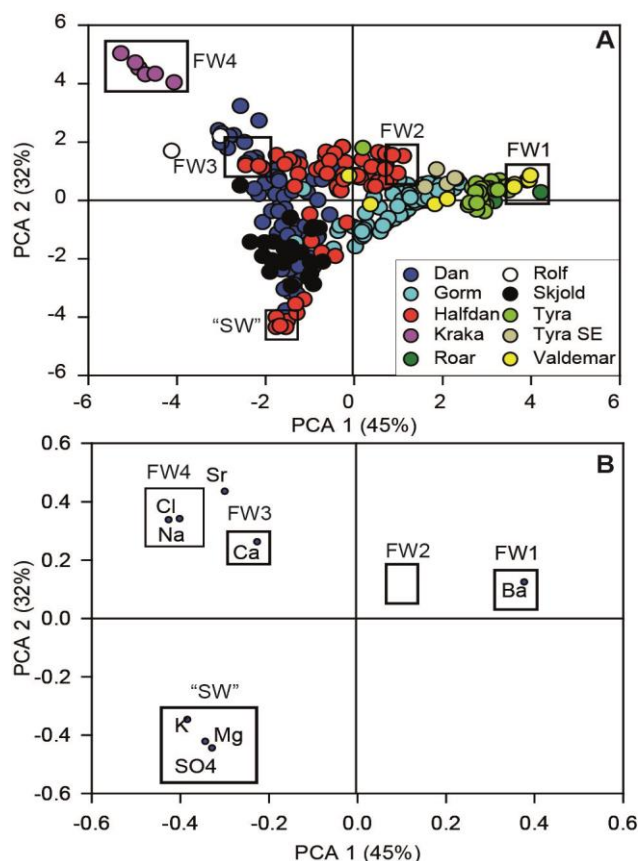 6
A
FW4
4
FW2
2
FW1
FW3
0
-2
Dan
Rolf
Gorm
Skjold
Halfdan
Tyra
-4
"SW"
Kraka
Tyra SE
Roar
Valdemar
-6
PCA 2 (32%)
-6 -4 -2 0 2 4 6
PCA 1 (45%)
0.6
B
FW4
Sr
0.4
Cl
FW3
Na
FW2
FW1
0.2
Ca
Ba
0.0
-0.2
"SW"
K
-0.4
Mg
SO4
-0.6
PCA 2 (32%)
-0.6 -0.4 -0.2 0.0 0.2 0.4 0.6
PCA 1 (45%)